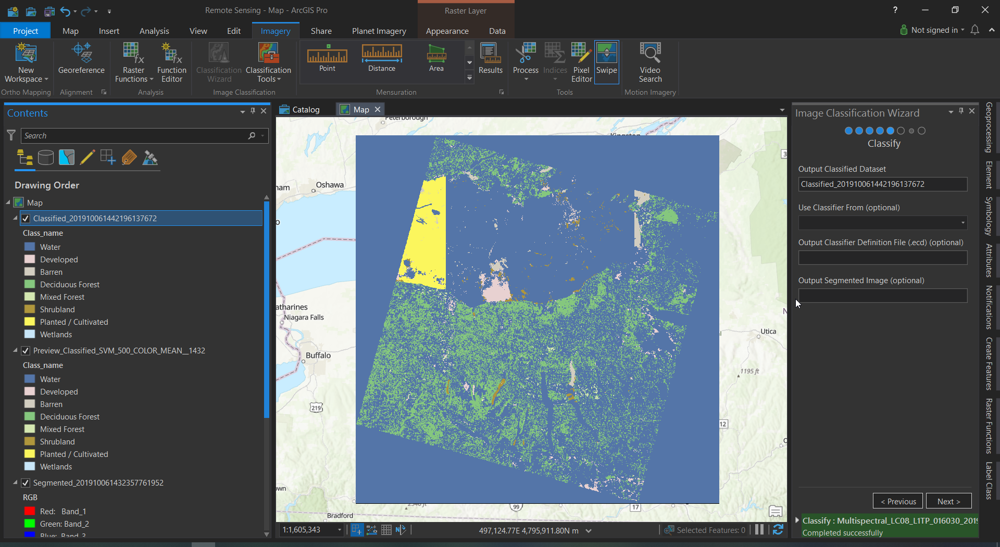 Remote Sensing - Map - ArcGIS Pro
Raster Layer
?
Project
Map
Insert
Analysis
View
Edit
Imagery
Share
Planet Imagery
Appearance
Data
Not signed in
New Workspace
Georeference
Raster Functions
Function Editor
Classification Wizard
Classification Tools
Point
Distance
Area
Results
Process
Indices
Pixel Editor
Swipe
Video Search
Ortho Mapping
Alignment
Analysis
Image Classification
Mensuration
Tools
Motion Imagery
Contents
Search
Drawing Order
Map
Classified_201910061442196137672
Class_name
Water
Developed
Barren
Deciduous Forest
Mixed Forest
Shrubland
Planted / Cultivated
Wetlands
Preview_Classified_SVM_500_COLOR_MEAN__1432
Class_name
Water
Developed
Barren
Deciduous Forest
Mixed Forest
Shrubland
Planted / Cultivated
Wetlands
Segmented_201910061432357761952
RGB
Red: Band_1
Green: Band_2
Blue: Band_3
Catalog
Map
Peterborough
Kingston
3
ham
Oshawa
o
atharines
Niagara Falls
N
Utica
Buffalo
1195 ft
219
12
own
99
17
Bradford
1:1,605,343
497,124.77E 4,795,911.80N m
Selected Features: 0
Image Classification Wizard
Classify
Output Classified Dataset
Classified_201910061442196137672
Use Classifier From (optional)
Output Classifier Definition File (.ecd) (optional)
Output Segmented Image (optional)
< Previous
Next >
Classify : Multispectral_LC08_L1TP_016030_201
Completed successfully
Geoprocessing
Element
Symbology
Attributes
Notifications
Create Features
Raster Functions
Label Class